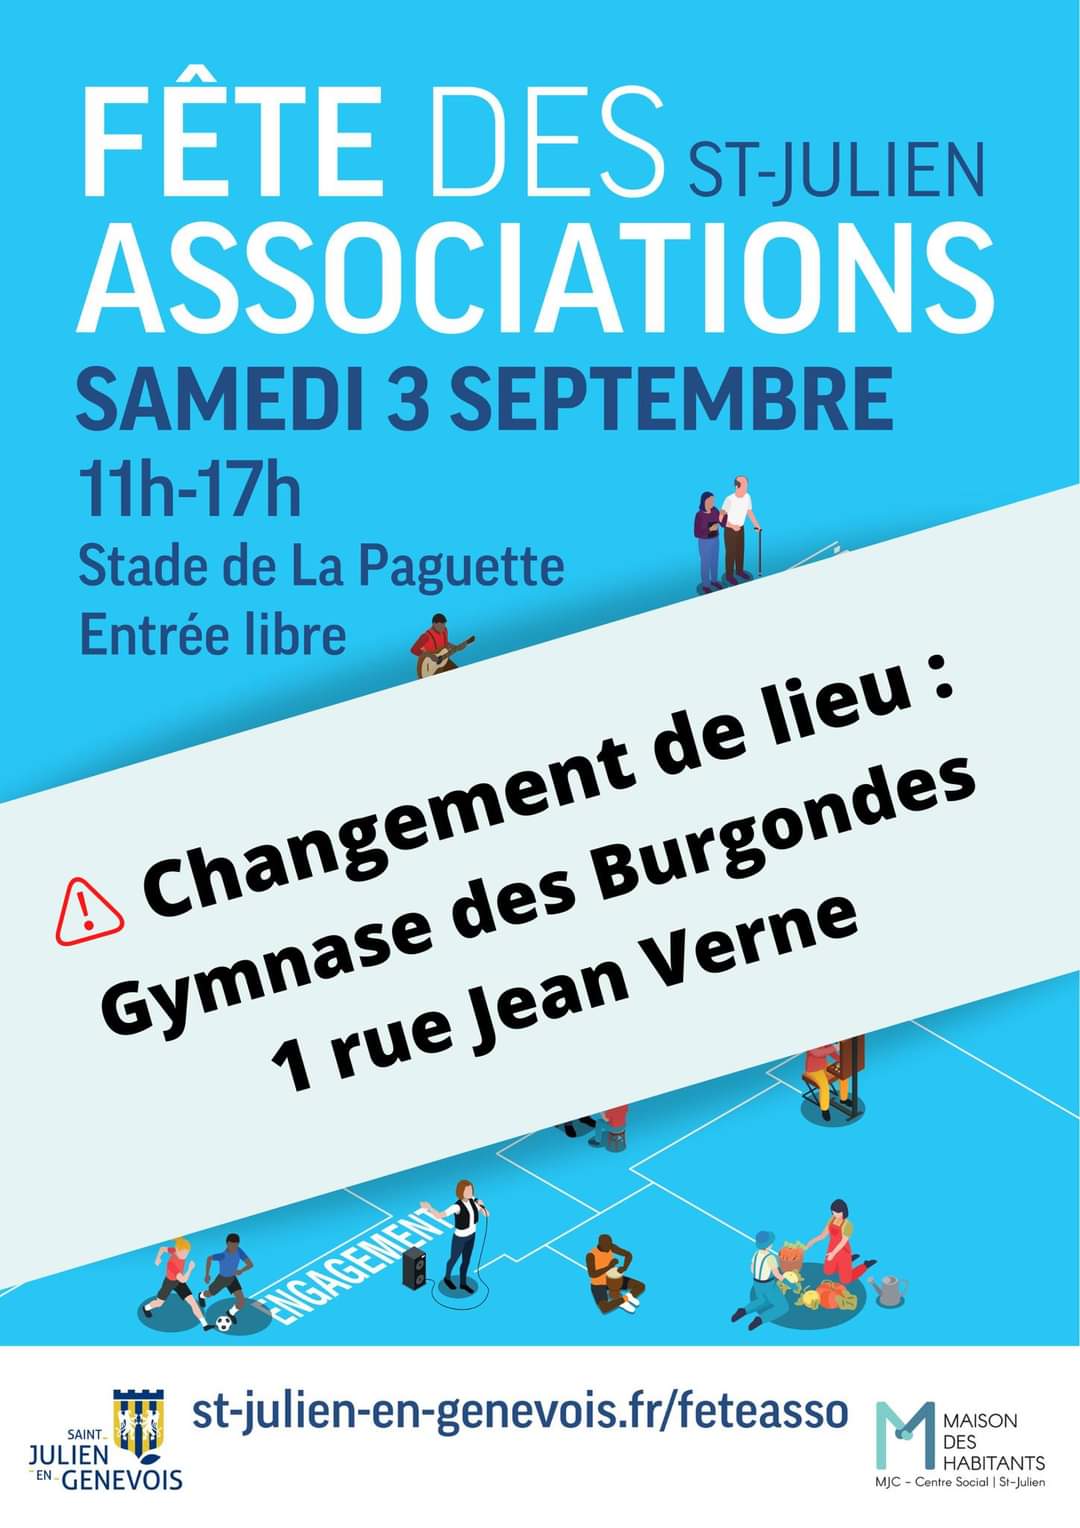 FÊTE DES ST-JULIEN
ASSOCIATIONS
SAMEDI 3 SEPTEMBRE
11h-17h
Stade de La Paguette
Entrée libre
Changement de lieu :
Gymnase des Burgondes
1 rue Jean Verne
ENGAGEMENT
SAINT
JULIEN
EN
GENEVOIS
st-julien-en-genevois.fr/feteasso
MAISON
DES
HABITANTS
MJC - Centre Social | St-Julien